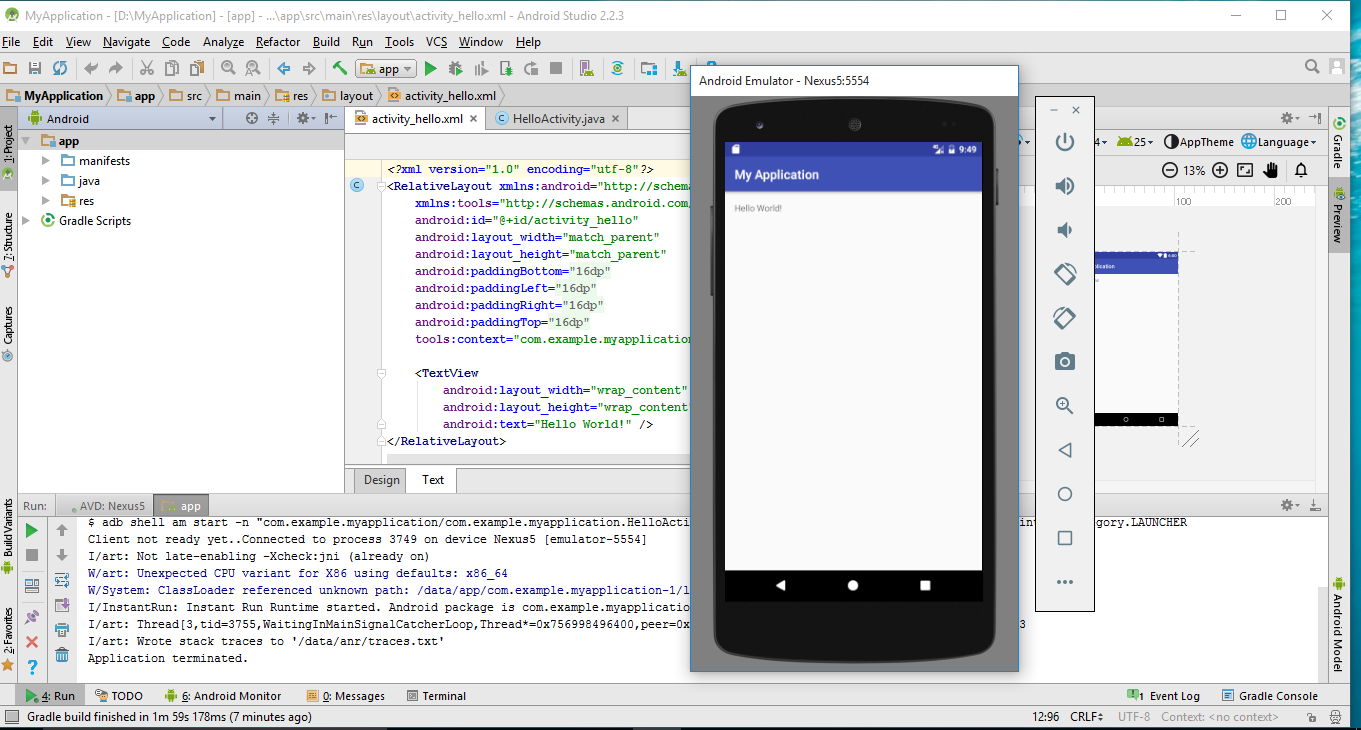 MyApplication - [D:\MyApplication] - [app] - ...\app\src\main\res\layout\activity_hello.xml - Android Studio 2.2.3
File Edit View Navigate Code Analyze Refactor Build Run Tools VCS Window Help
app
MyApplication app src main res layout activity_hello.xml
Android
activity_hello.xml HelloActivity.java
1: Project
7: Structure
Captures
Build Variants
2: Favorites
app
manifests
java
res
Gradle Scripts
<?xml version="1.0" encoding="utf-8"?>
<RelativeLayout xmlns:android="http://schema
xmlns:tools="http://schemas.android.com/
android:id="@+id/activity_hello"
android:layout_width="match_parent"
android:layout_height="match_parent"
android:paddingBottom="16dp"
android:paddingLeft="16dp"
android:paddingRight="16dp"
android:paddingTop="16dp"
tools:context="com.example.myapplication
<TextView
android:layout_width="wrap_content"
android:layout_height="wrap_content"
android:text="Hello World!" />
</RelativeLayout>
Design Text
Android Emulator - Nexus5:5554
9:49
My Application
Hello World!
4 25 AppTheme Language
13%
100 200
6:00
plication
Gradle
Preview
Android Model
Run: AVD: Nexus5 app
$ adb shell am start -n "com.example.myapplication/com.example.myapplication.HelloActi
gory.LAUNCHER
Client not ready yet..Connected to process 3749 on device Nexus5 [emulator-5554]
I/art: Not late-enabling -Xcheck:jni (already on)
W/art: Unexpected CPU variant for X86 using defaults: x86_64
W/System: ClassLoader referenced unknown path: /data/app/com.example.myapplication-1/l
I/InstantRun: Instant Run Runtime started. Android package is com.example.myapplicatio
I/art: Thread[3,tid=3755,WaitingInMainSignalCatcherLoop,Thread*=0x756998496400,peer=0x
3
I/art: Wrote stack traces to '/data/anr/traces.txt'
Application terminated.
4: Run TODO 6: Android Monitor 0: Messages Terminal 1 Event Log Gradle Console
Gradle build finished in 1m 59s 178ms (7 minutes ago) 12:96 CRLF UTF-8 Context: <no context>